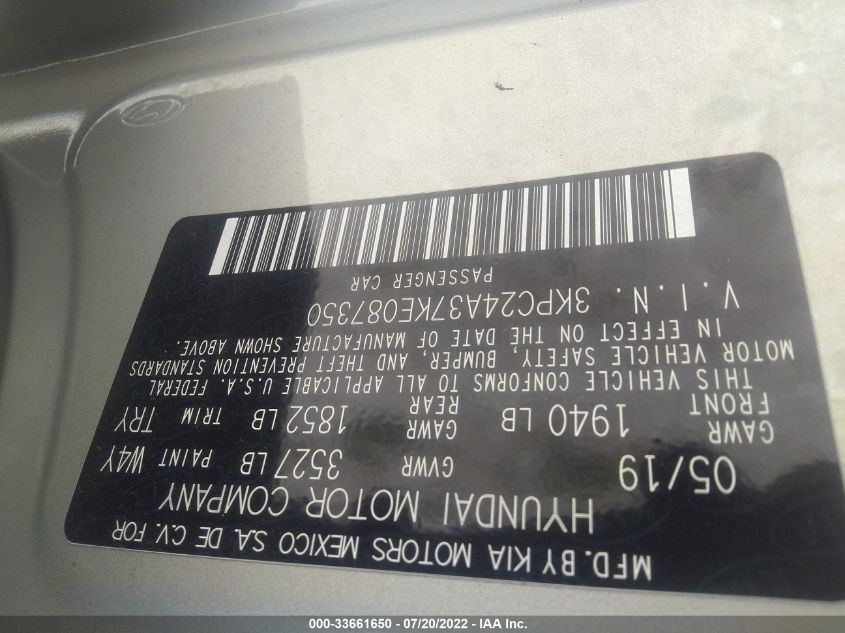 MFD. BY KIA MOTORS MEXICO S.A. DE C.V. FOR
HYUNDAI MOTOR COMPANY
05/19 GVWR 3527 LB PAINT W4Y
GAWR FRONT 1940 LB GAWR REAR 1852 LB TRIM TRY
THIS VEHICLE CONFORMS TO ALL APPLICABLE U.S.A. FEDERAL
MOTOR VEHICLE SAFETY, BUMPER, AND THEFT PREVENTION STANDARDS
IN EFFECT ON THE DATE OF MANUFACTURE SHOWN ABOVE.
V.I.N. 3KPC24A37KE087350
PASSENGER CAR
000-33661650 / 07/20/2022 - IAA Inc.